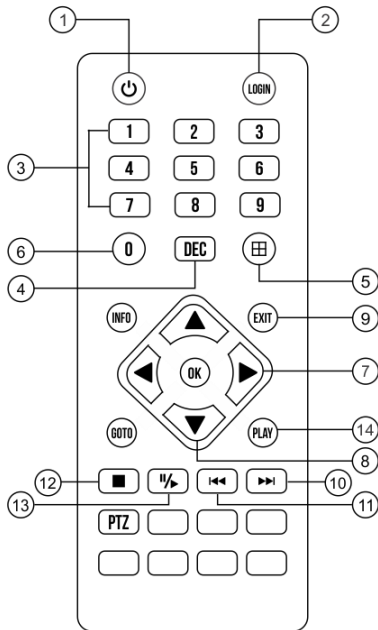 1 2
LOGIN
1 2 3
3
4 5 6
7 8 9
6 0 DEC
4 5
INFO EXIT 9
OK 7
GOTO PLAY 14
8
12 10
13 11
PTZ